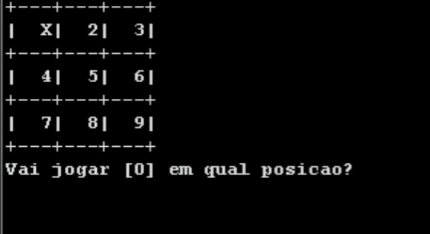 +---+---+---+
|  X|  2|  3|
+---+---+---+
|  4|  5|  6|
+---+---+---+
|  7|  8|  9|
+---+---+---+
Vai jogar [O] em qual posicao?